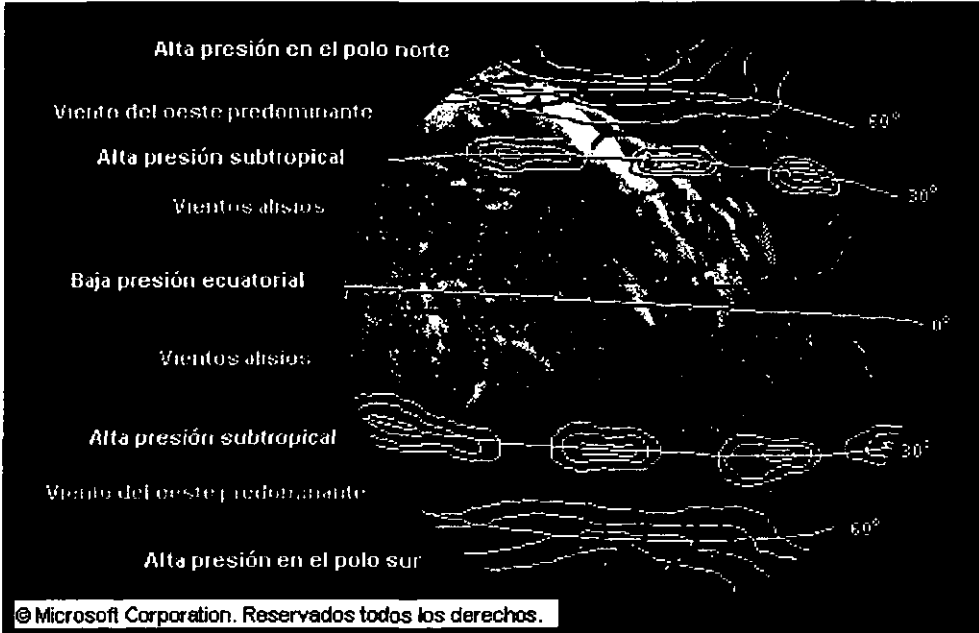 Alta presión en el polo norte
Viento del oeste predominante
60°
Alta presión subtropical
30°
Vientos alisios
Baja presión ecuatorial
0°
Vientos alisios
Alta presión subtropical
30°
Viento del oeste predominante
60°
Alta presión en el polo sur
© Microsoft Corporation. Reservados todos los derechos.